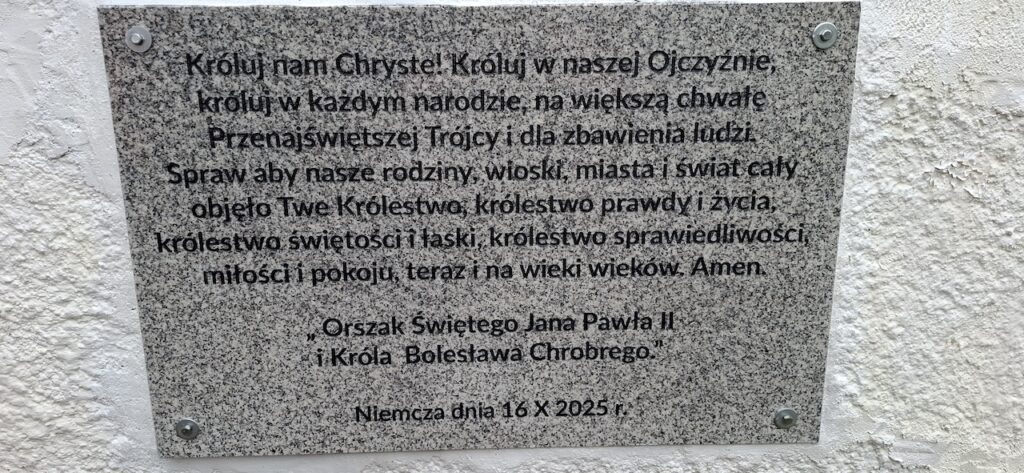 Króluj nam Chryste! Króluj w naszej Ojczyźnie,
króluj w każdym narodzie, na większą chwałę
Przenajświętszej Trójcy i dla zbawienia ludzi.
Spraw aby nasze rodziny, wioski, miasta i świat cały
objęło Twe Królestwo, królestwo prawdy i życia,
królestwo świętości i łaski, królestwo sprawiedliwości,
miłości i pokoju, teraz i na wieki wieków. Amen.
„ Orszak Świętego Jana Pawła II
i Króla Bolesława Chrobrego.”
Niemcza dnia 16 X 2025 r.